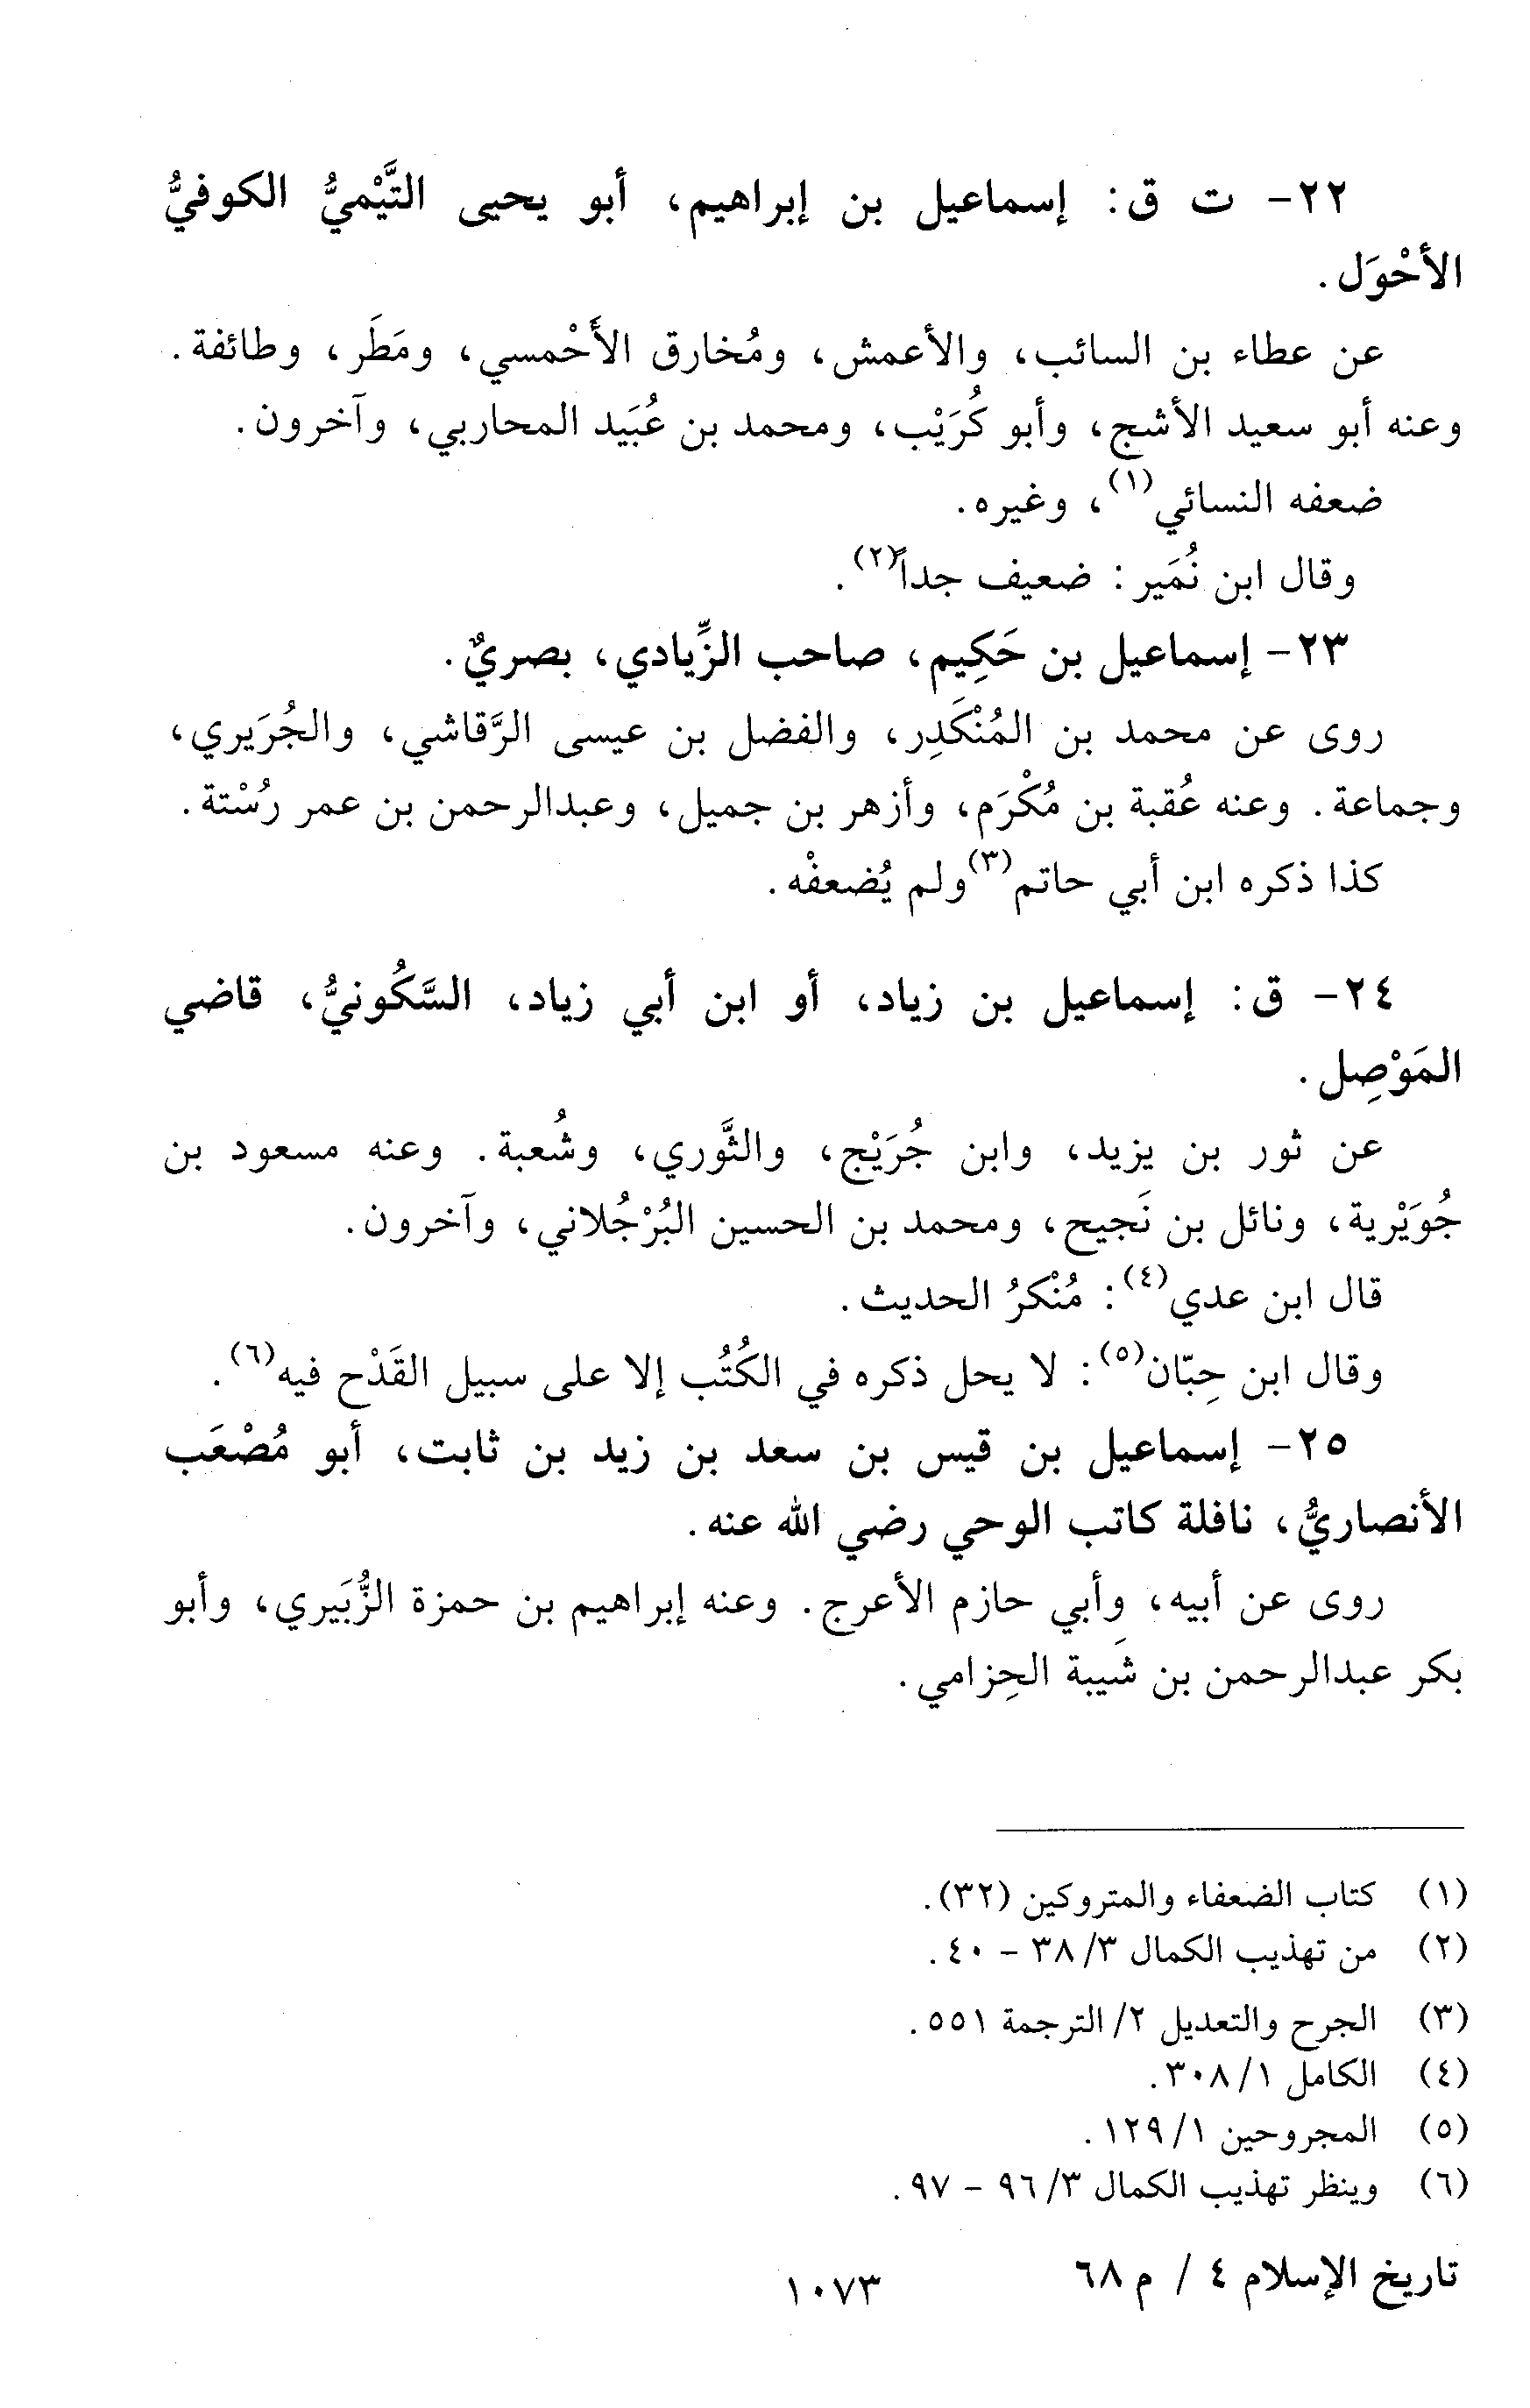 ٢٢- ت ق: إسماعيل بن إبراهيم، أبو يحيى التَّيْميُّ الكوفيُّ
الأحْوَل.
عن عطاء بن السائب، والأعمش، ومُخارق الأَحْمسي، ومَطَر، وطائفة.
وعنه أبو سعيد الأشج، وأبو كُرَيْب، ومحمد بن عُبَيد المحاربي، وآخرون.
ضعفه النسائي(١)، وغيره.
وقال ابن نُمَير: ضعيف جداً(٢).
٢٣- إسماعيل بن حَكِيم، صاحب الزِّيادي، بصريٌ.
روى عن محمد بن المُنْكَدِر، والفضل بن عيسى الرَّقاشي، والجُرَيري،
وجماعة. وعنه عُقبة بن مُكْرَم، وأزهر بن جميل، وعبدالرحمن بن عمر رُسْتة.
كذا ذكره ابن أبي حاتم(٣) ولم يُضعفْه.
٢٤- ق: إسماعيل بن زياد، أو ابن أبي زياد، السَّكُونيُّ، قاضي
المَوْصِل.
عن ثور بن يزيد، وابن جُرَيْج، والثَّوري، وشُعبة. وعنه مسعود بن
جُوَيْرية، ونائل بن نَجيح، ومحمد بن الحسين البُرْجُلاني، وآخرون.
قال ابن عدي(٤): مُنْكرُ الحديث.
وقال ابن حِبّان(٥): لا يحل ذكره في الكُتُب إلا على سبيل القَدْح فيه(٦).
٢٥- إسماعيل بن قيس بن سعد بن زيد بن ثابت، أبو مُصْعَب
الأنصاريُّ، نافلة كاتب الوحي رضي الله عنه.
روى عن أبيه، وأبي حازم الأعرج. وعنه إبراهيم بن حمزة الزُّبَيري، وأبو
بكر عبدالرحمن بن شَيبة الحِزامي.
(١) كتاب الضعفاء والمتروكين (٣٢).
(٢) من تهذيب الكمال ٣/ ٣٨ - ٤٠.
(٣) الجرح والتعديل ٢/ الترجمة ٥٥١.
(٤) الكامل ١/ ٣٠٨.
(٥) المجروحين ١/ ١٢٩.
(٦) وينظر تهذيب الكمال ٣/ ٩٦ - ٩٧.
تاريخ الإسلام ٤ / م ٦٨
١٠٧٣